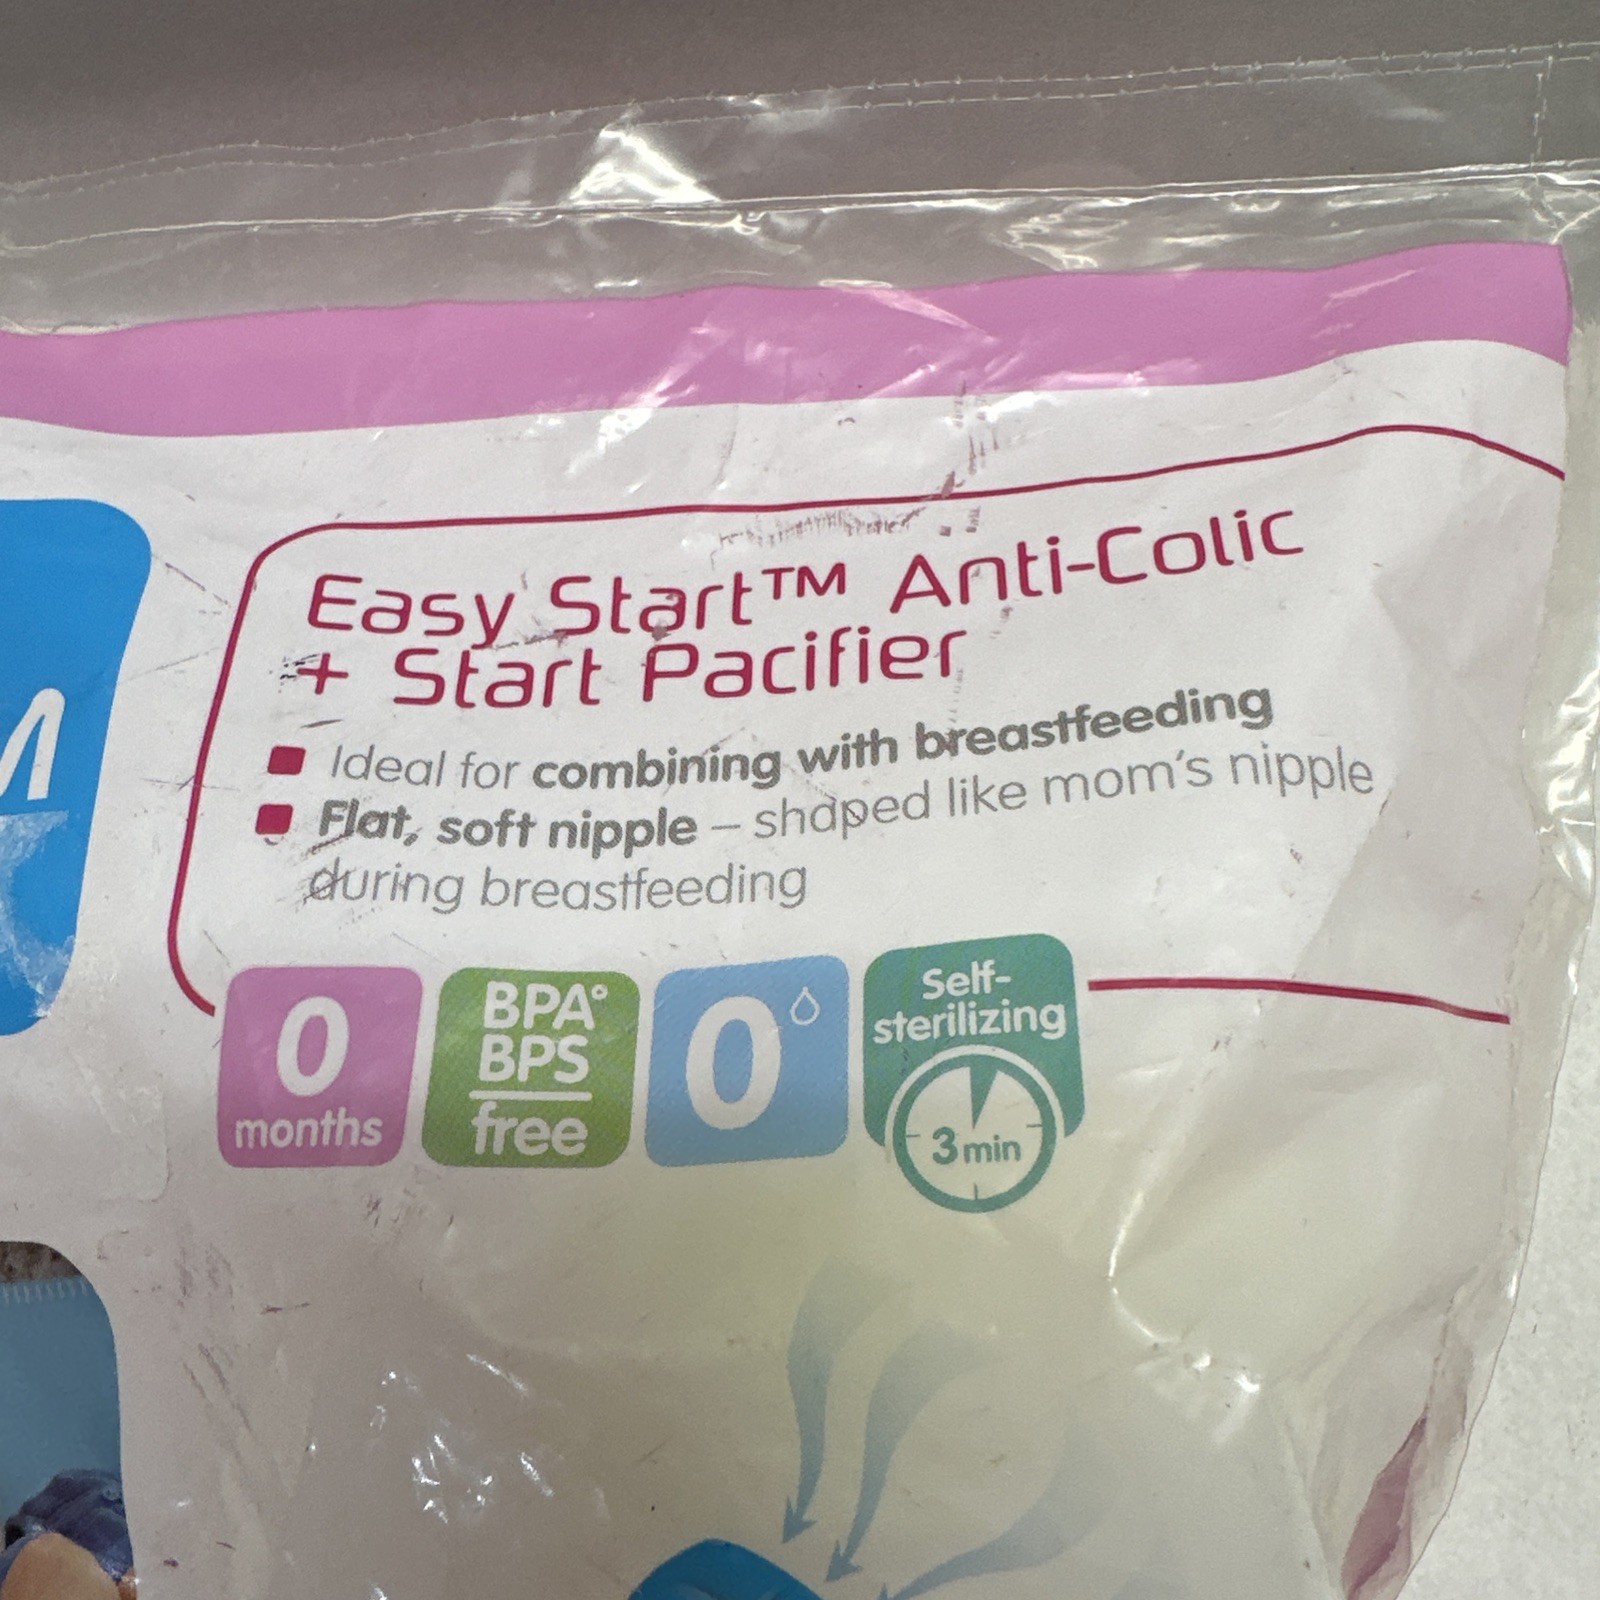 Easy Start™ Anti-Colic
+ Start Pacifier
Ideal for combining with breastfeeding
Flat, soft nipple – shaped like mom's nipple
during breastfeeding
0
months
BPA°
BPS
free
0
Self-
sterilizing
3 min